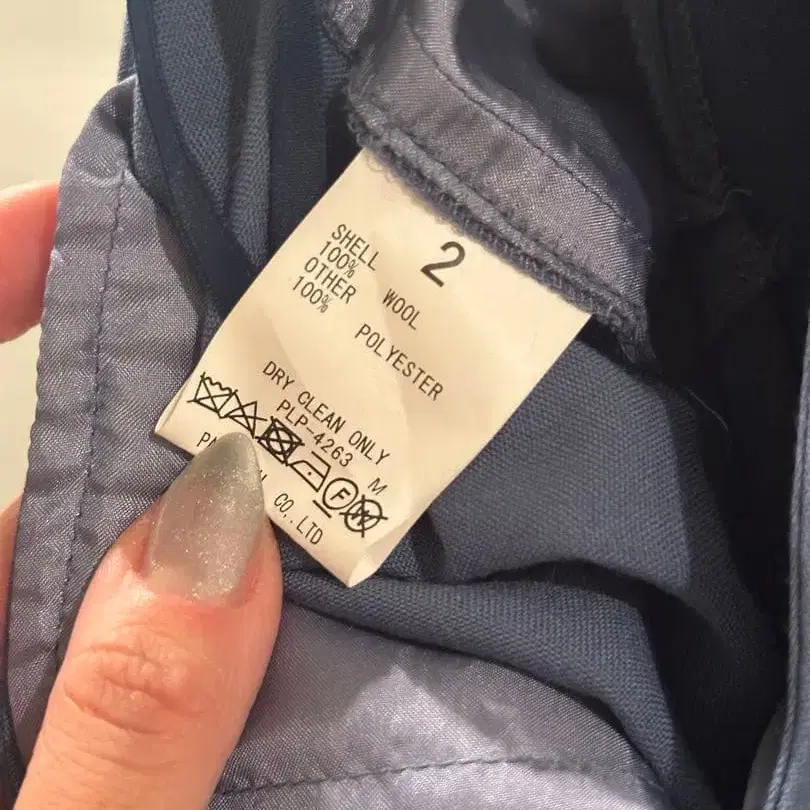 2
SHELL
100% WOOL
OTHER
100% POLYESTER
DRY CLEAN ONLY
PLP-4263 M
F W
CO.,LTD